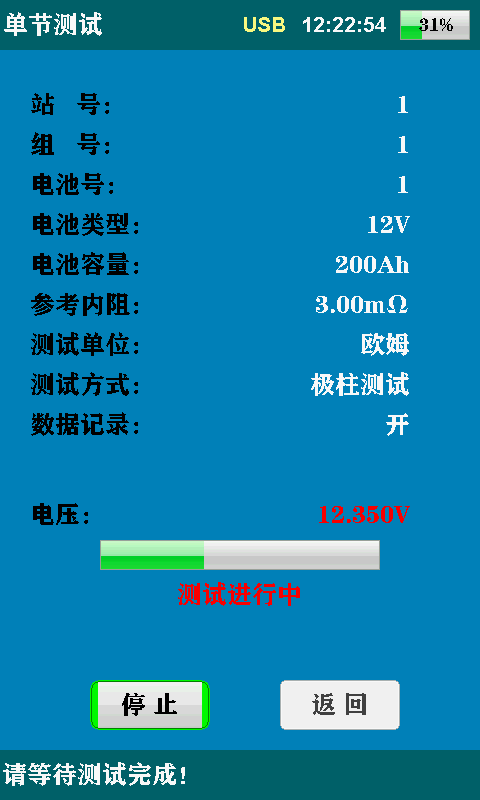 单节测试 USB 12:22:54 31%
站 号: 1
组 号: 1
电池号: 1
电池类型: 12V
电池容量: 200Ah
参考内阻: 3.00mΩ
测试单位: 欧姆
测试方式: 极柱测试
数据记录: 开
电压: 12.350V
测试进行中
停止 返回
请等待测试完成!